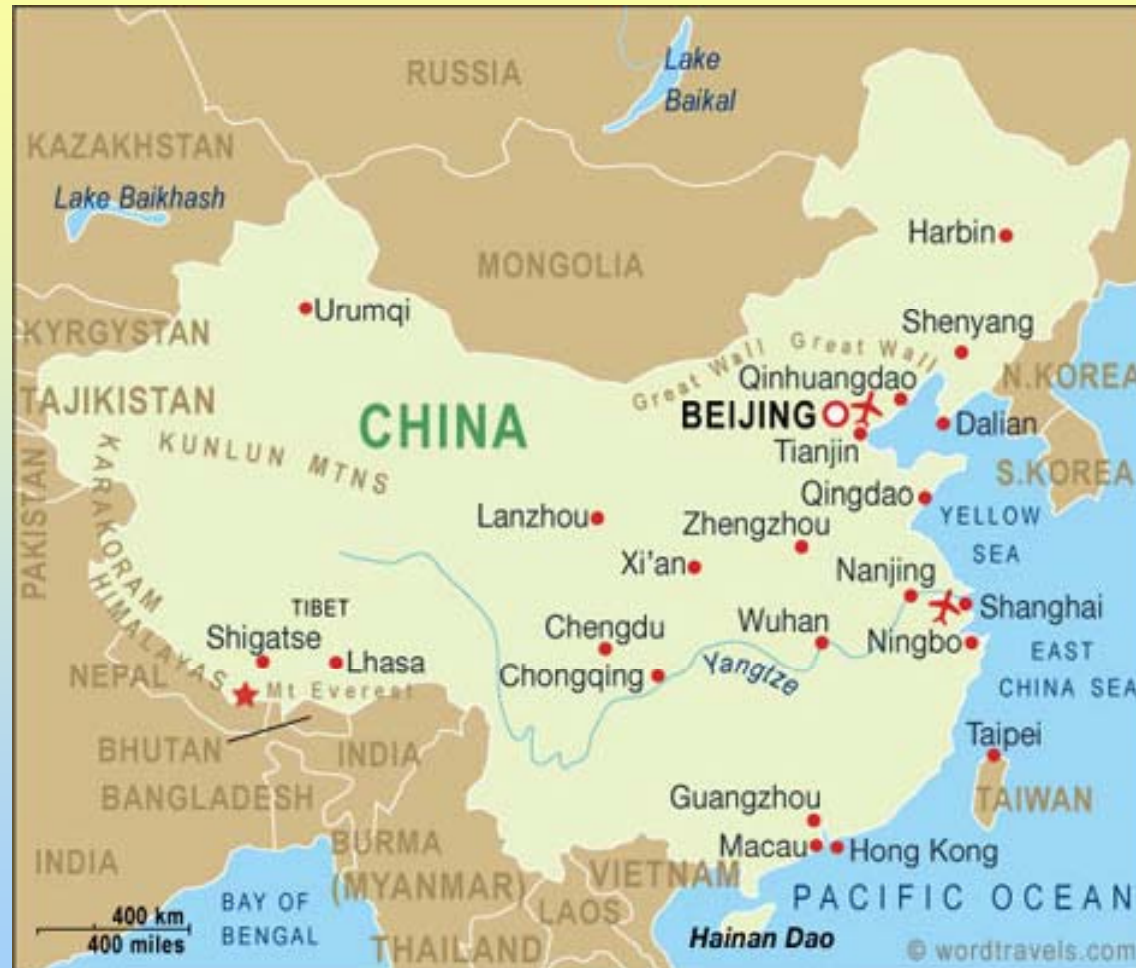 RUSSIA
Lake
Baikal
KAZAKHSTAN
Lake Baikhash
MONGOLIA
Harbin
Urumqi
KYRGYSTAN
Shenyang
Great Wall Great Wall
Qinhuangdao
N.KOREA
TAJIKISTAN
CHINA
BEIJING
Dalian
KUNLUN MTNS
Tianjin
S.KOREA
PAKISTAN
KARAKORAM
Lanzhou
Qingdao
Zhengzhou
YELLOW
SEA
Xi'an
Nanjing
HIMALAYAS
TIBET
Shanghai
Shigatse
Lhasa
Chengdu
Wuhan
Ningbo
EAST
CHINA SEA
NEPAL
Mt Everest
Chongqing
Yangtze
BHUTAN
INDIA
Taipei
BANGLADESH
Guangzhou
TAIWAN
INDIA
BURMA
(MYANMAR)
Macau
Hong Kong
VIETNAM
LAOS
PACIFIC OCEAN
400 km
400 miles
BAY OF
BENGAL
THAILAND
Hainan Dao
© wordtravels.com